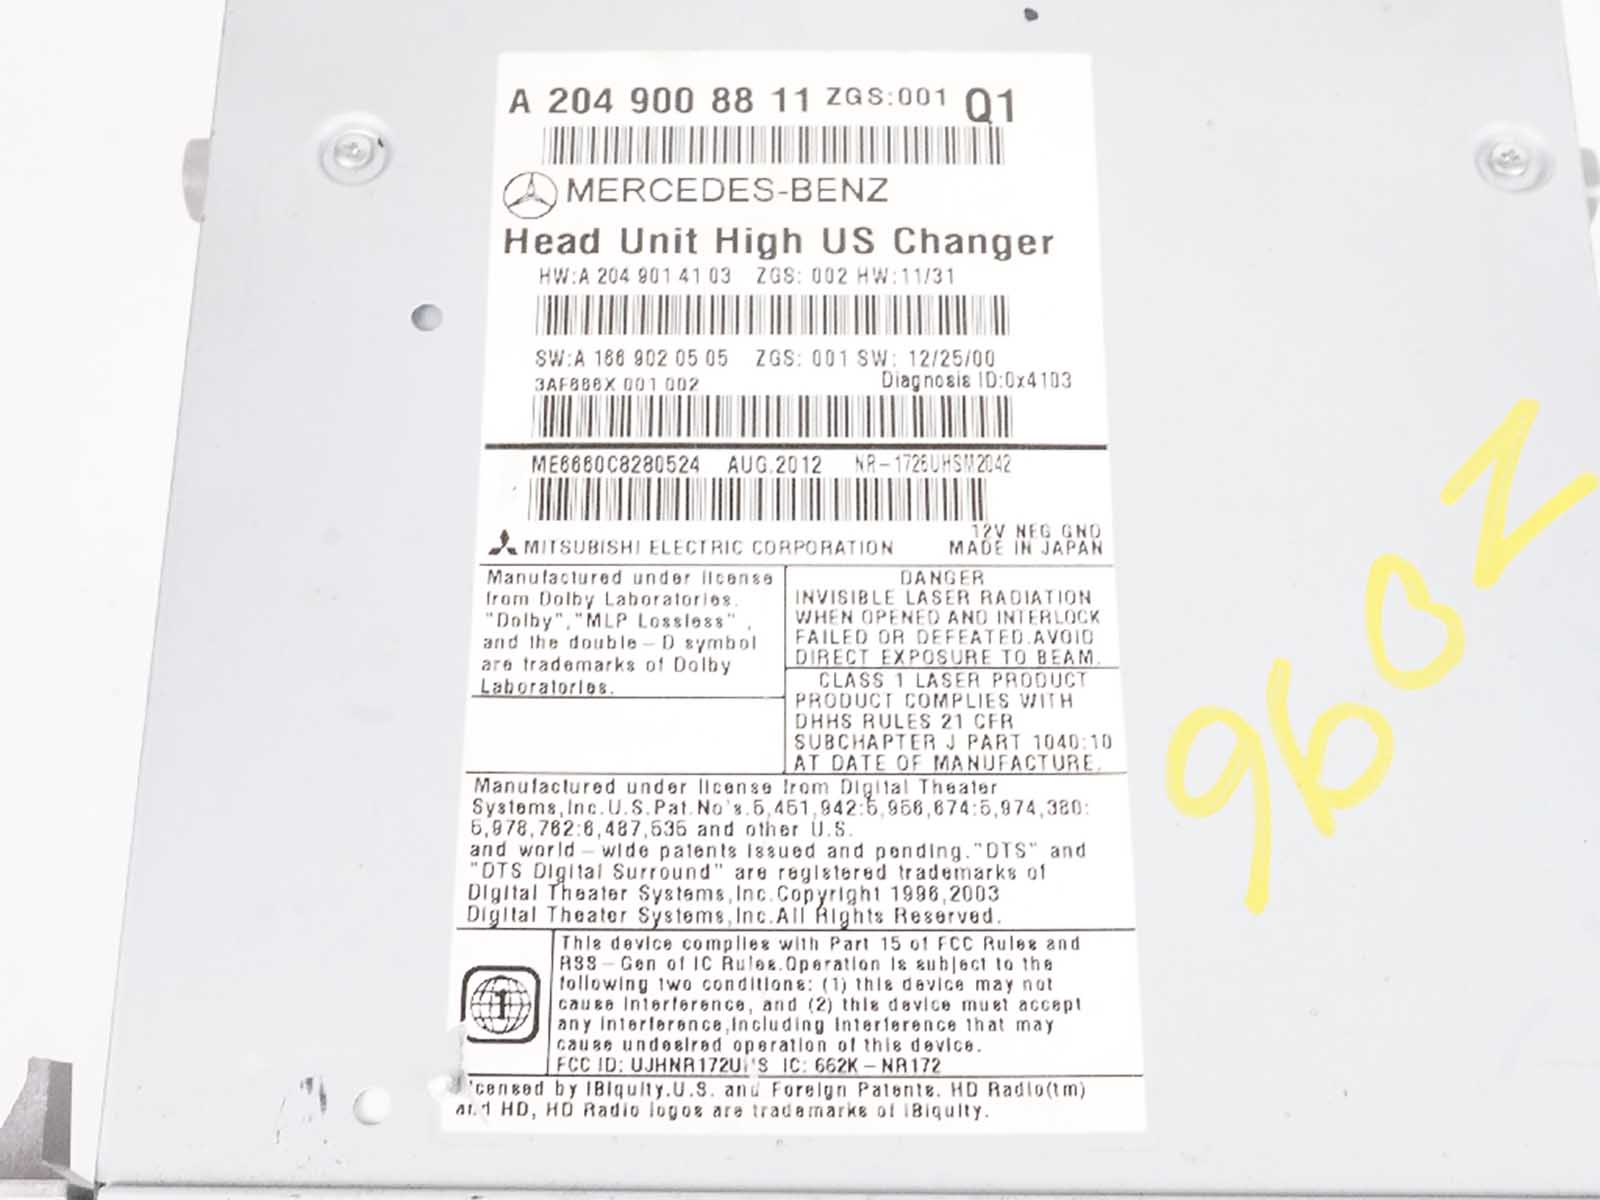 A 204 900 88 11 ZGS:001 Q1
MERCEDES-BENZ
Head Unit High US Changer
HW:A 204 901 41 03 ZGS: 002 HW:11/31
SW:A 166 902 05 05 ZGS: 001 SW: 12/25/00
3AF666X 001 002 Diagnosis ID:0x4103
ME6660C8280524 AUG.2012 NR-1726UHSM2042
12V NEG GND
MITSUBISHI ELECTRIC CORPORATION MADE IN JAPAN
Manufactured under license
from Dolby Laboratories.
"Dolby","MLP Lossless",
and the double-D symbol
are trademarks of Dolby
Laboratories.
DANGER
INVISIBLE LASER RADIATION
WHEN OPENED AND INTERLOCK
FAILED OR DEFEATED.AVOID
DIRECT EXPOSURE TO BEAM.
CLASS 1 LASER PRODUCT
PRODUCT COMPLIES WITH
DHHS RULES 21 CFR
SUBCHAPTER J PART 1040:10
AT DATE OF MANUFACTURE.
Manufactured under license from Digital Theater
Systems,Inc.U.S.Pat.No's.5,451,942:5,956,674:5,974,380:
5,978,762:6,487,535 and other U.S.
and world-wide patents issued and pending."DTS" and
"DTS Digital Surround" are registered trademarks of
Digital Theater Systems,Inc.Copyright 1996,2003
Digital Theater Systems,Inc.All Rights Reserved.
1
This device complies with Part 15 of FCC Rules and
RSS-Gen of IC Rules.Operation is subject to the
following two conditions: (1) this device may not
cause interference, and (2) this device must accept
any interference,including interference that may
cause undesired operation of this device.
FCC ID: IC: 662K-NR172
by iBiquity.U.S. and Foreign Patents. HD Radio(tm)
and HD, HD Radio logos are trademarks of iBiquity.
960Z